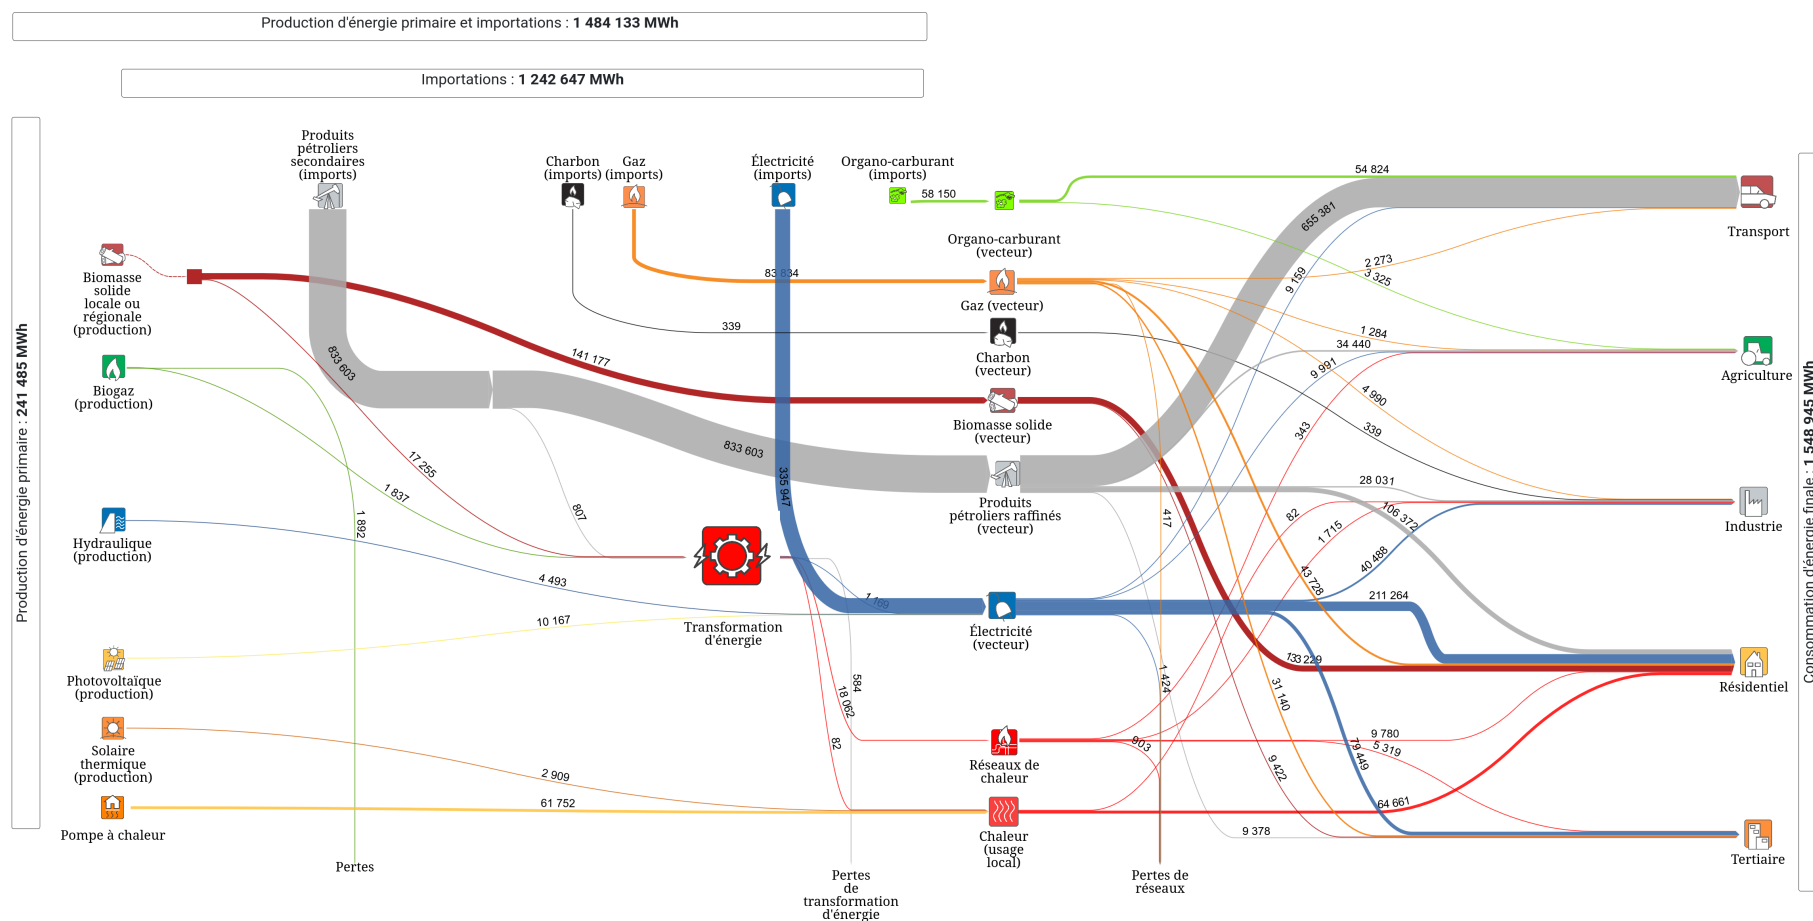 Production d'énergie primaire et importations : 1 484 133 MWh
Importations : 1 242 647 MWh
Production d'énergie primaire : 241 485 MWh
Consommation d'énergie finale : 1 548 945 MWh
Produits
pétroliers
secondaires
(imports)
Charbon
(imports)
Gaz
(imports)
Électricité
(imports)
Organo-carburant
(imports)
58 150
54 824
Transport
Organo-carburant
(vecteur)
655 381
9 159
2 273
3 325
Biomasse
solide
locale ou
régionale
(production)
83 834
Gaz (vecteur)
339
Charbon
(vecteur)
1 284
34 440
9 991
4 990
Agriculture
833 603
141 177
Biogaz
(production)
Biomasse solide
(vecteur)
343
339
833 603
17 255
1 837
1 892
807
335 947
Produits
pétroliers raffinés
(vecteur)
28 031
106 372
82
1 715
417
Industrie
Hydraulique
(production)
4 493
40 488
43 728
1 169
211 264
10 167
Transformation
d'énergie
Électricité
(vecteur)
Photovoltaïque
(production)
133 229
Résidentiel
584
18 062
82
1 424
31 140
Solaire
thermique
(production)
2 909
Réseaux de
chaleur
903
9 780
5 319
79 449
9 422
61 752
64 661
Pompe à chaleur
Chaleur
(usage
local)
9 378
Tertiaire
Pertes
Pertes
de
transformation
d'énergie
Pertes de
réseaux